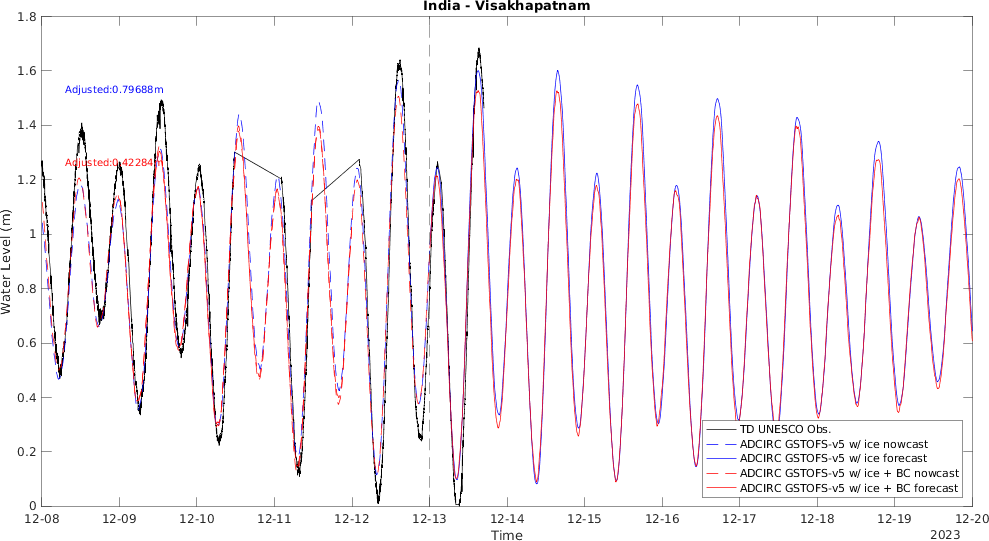 India - Visakhapatnam
1.8
1.6
1.4
1.2
1
0.8
0.6
0.4
0.2
0
Water Level (m)
Adjusted:0.79688m
Adjusted:0.42284m
TD UNESCO Obs.
ADCIRC GSTOFS-v5 w/ ice nowcast
ADCIRC GSTOFS-v5 w/ ice forecast
ADCIRC GSTOFS-v5 w/ ice + BC nowcast
ADCIRC GSTOFS-v5 w/ ice + BC forecast
12-08 12-09 12-10 12-11 12-12 12-13 12-14 12-15 12-16 12-17 12-18 12-19 12-20
Time
2023